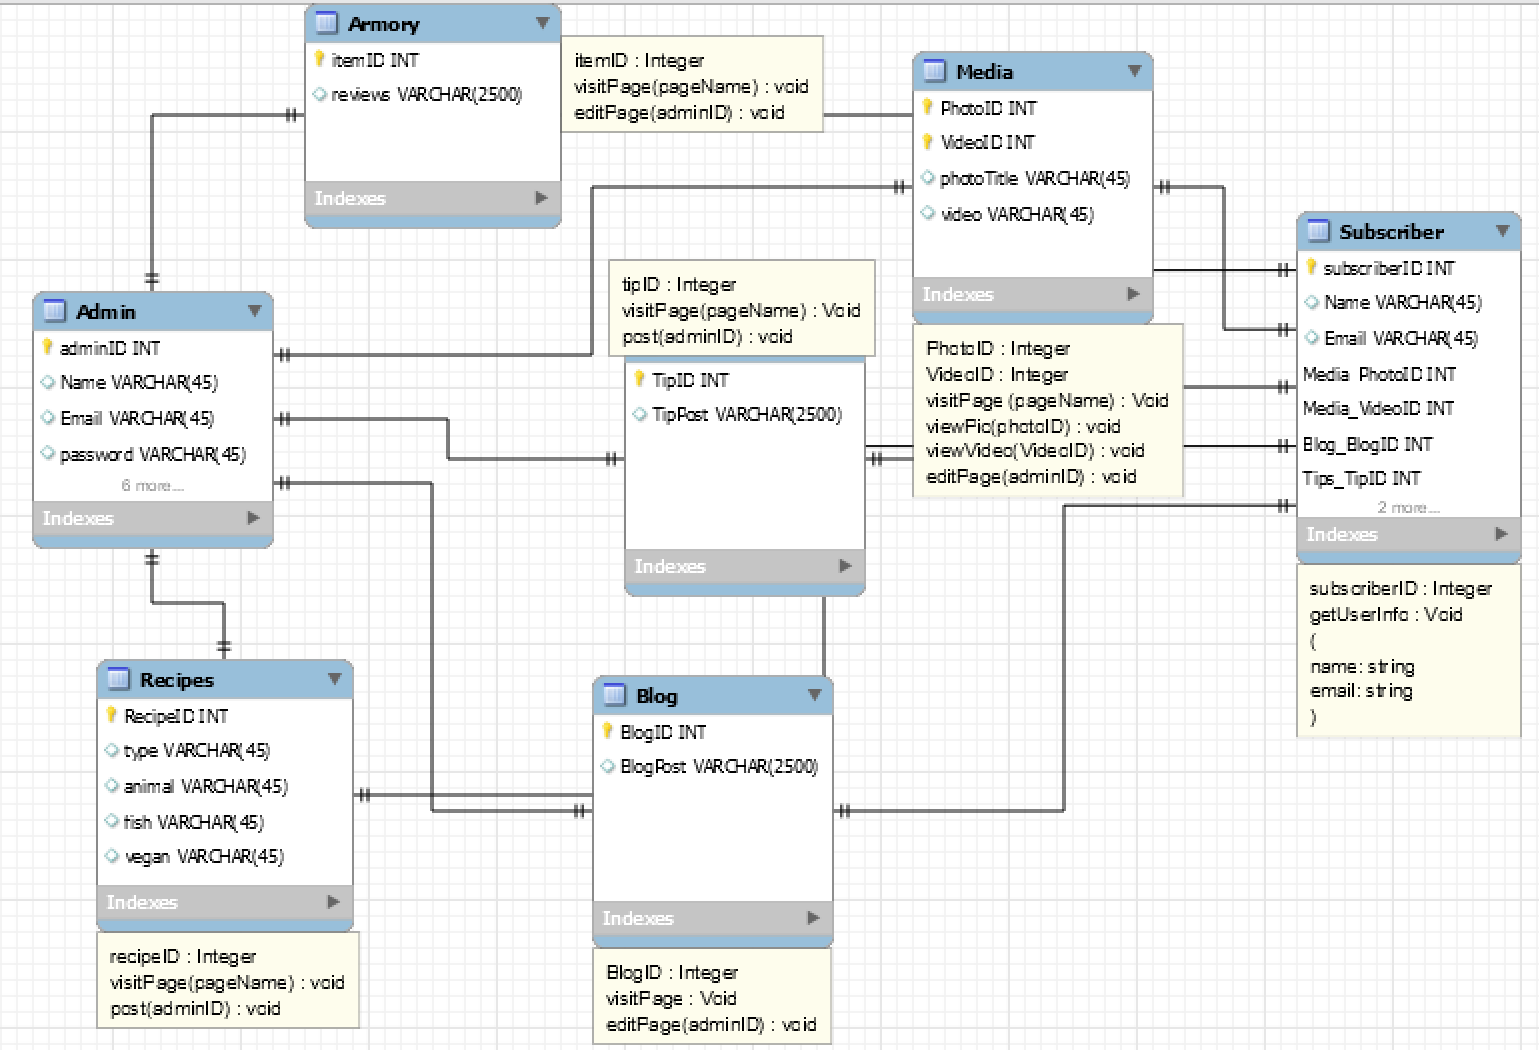 Armory
itemID INT
reviews VARCHAR(2500)
Indexes
itemID : Integer
visitPage(pageName) : void
editPage(adminID) : void
Media
PhotoID INT
VideoID INT
photoTitle VARCHAR(45)
video VARCHAR(45)
Indexes
PhotoID : Integer
VideoID : Integer
visitPage (pageName) : Void
viewPic(photoID) : void
viewVideo(VideoID) : void
editPage(adminID) : void
Subscriber
subscriberID INT
Name VARCHAR(45)
Email VARCHAR(45)
Media_PhotoID INT
Media_VideoID INT
Blog_BlogID INT
Tips_TipID INT
2 more...
Indexes
subscriberID : Integer
getUserInfo : Void
(
name: string
email: string
)
Admin
adminID INT
Name VARCHAR(45)
Email VARCHAR(45)
password VARCHAR(45)
6 more...
Indexes
tipID : Integer
visitPage(pageName) : Void
post(adminID) : void
TipID INT
TipPost VARCHAR(2500)
Indexes
Recipes
RecipeID INT
type VARCHAR(45)
animal VARCHAR(45)
fish VARCHAR(45)
vegan VARCHAR(45)
Indexes
recipeID : Integer
visitPage(pageName) : void
post(adminID) : void
Blog
BlogID INT
BlogPost VARCHAR(2500)
Indexes
BlogID : Integer
visitPage : Void
editPage(adminID) : void